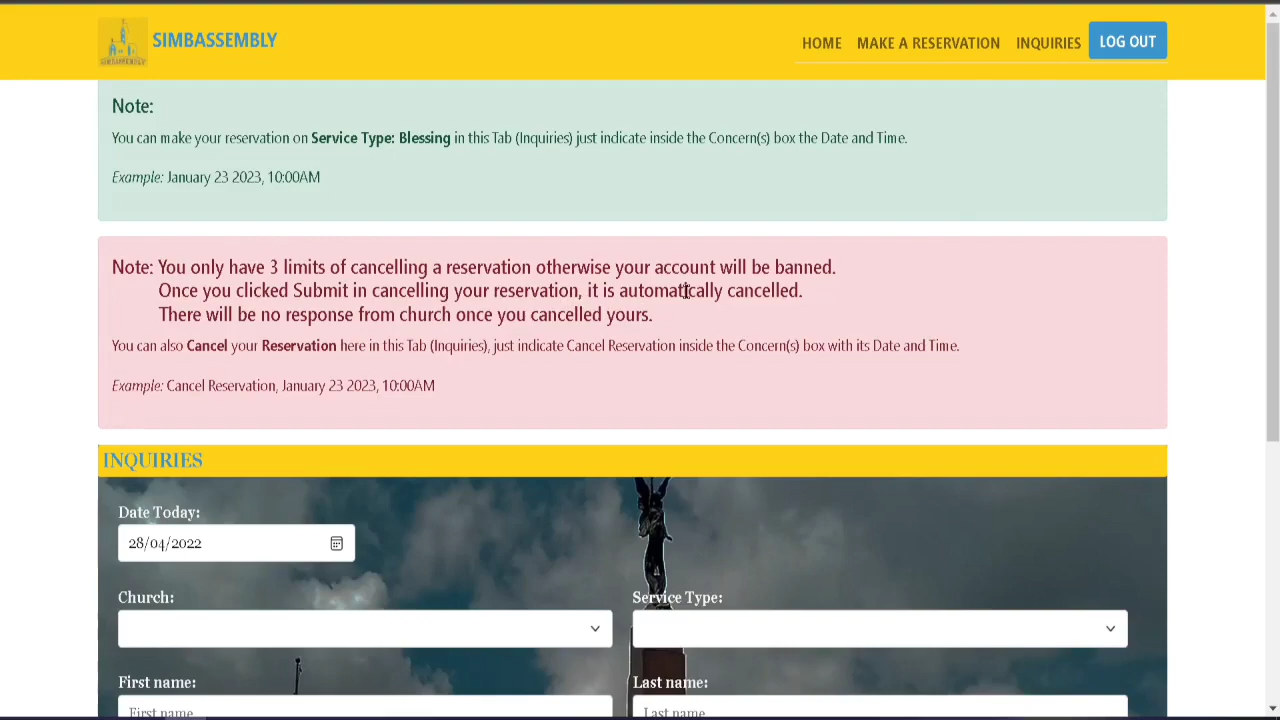 SIMBASSEMBLY
HOME MAKE A RESERVATION INQUIRIES LOG OUT
Note:
You can make your reservation on Service Type: Blessing in this Tab (Inquiries) just indicate inside the Concern(s) box the Date and Time.
Example: January 23 2023, 10:00AM
Note: You only have 3 limits of cancelling a reservation otherwise your account will be banned.
Once you clicked Submit in cancelling your reservation, it is automatically cancelled.
There will be no response from church once you cancelled yours.
You can also Cancel your Reservation here in this Tab (Inquiries), just indicate Cancel Reservation inside the Concern(s) box with its Date and Time.
Example: Cancel Reservation, January 23 2023, 10:00AM
INQUIRIES
Date Today:
28/04/2022
Church: Service Type:
First name: Last name:
First name Last name